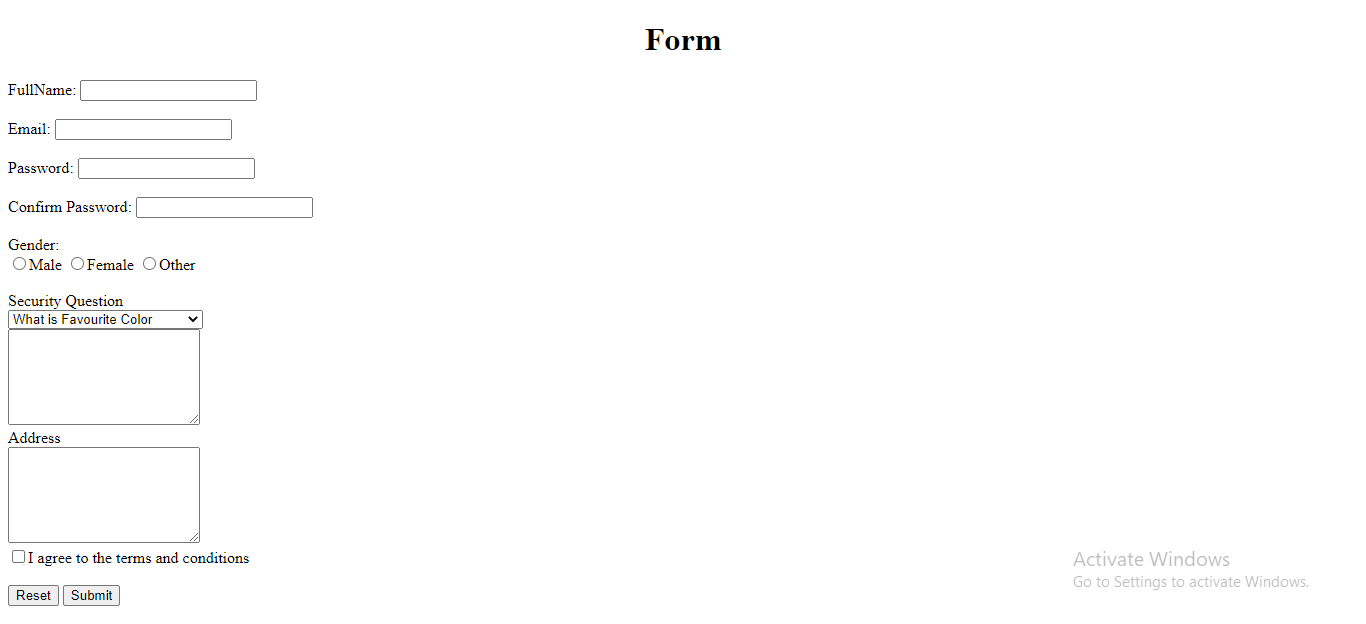 Form
FullName:
Email:
Password:
Confirm Password:
Gender:
Male Female Other
Security Question
What is Favourite Color
Address
I agree to the terms and conditions
Activate Windows
Go to Settings to activate Windows.
Reset Submit